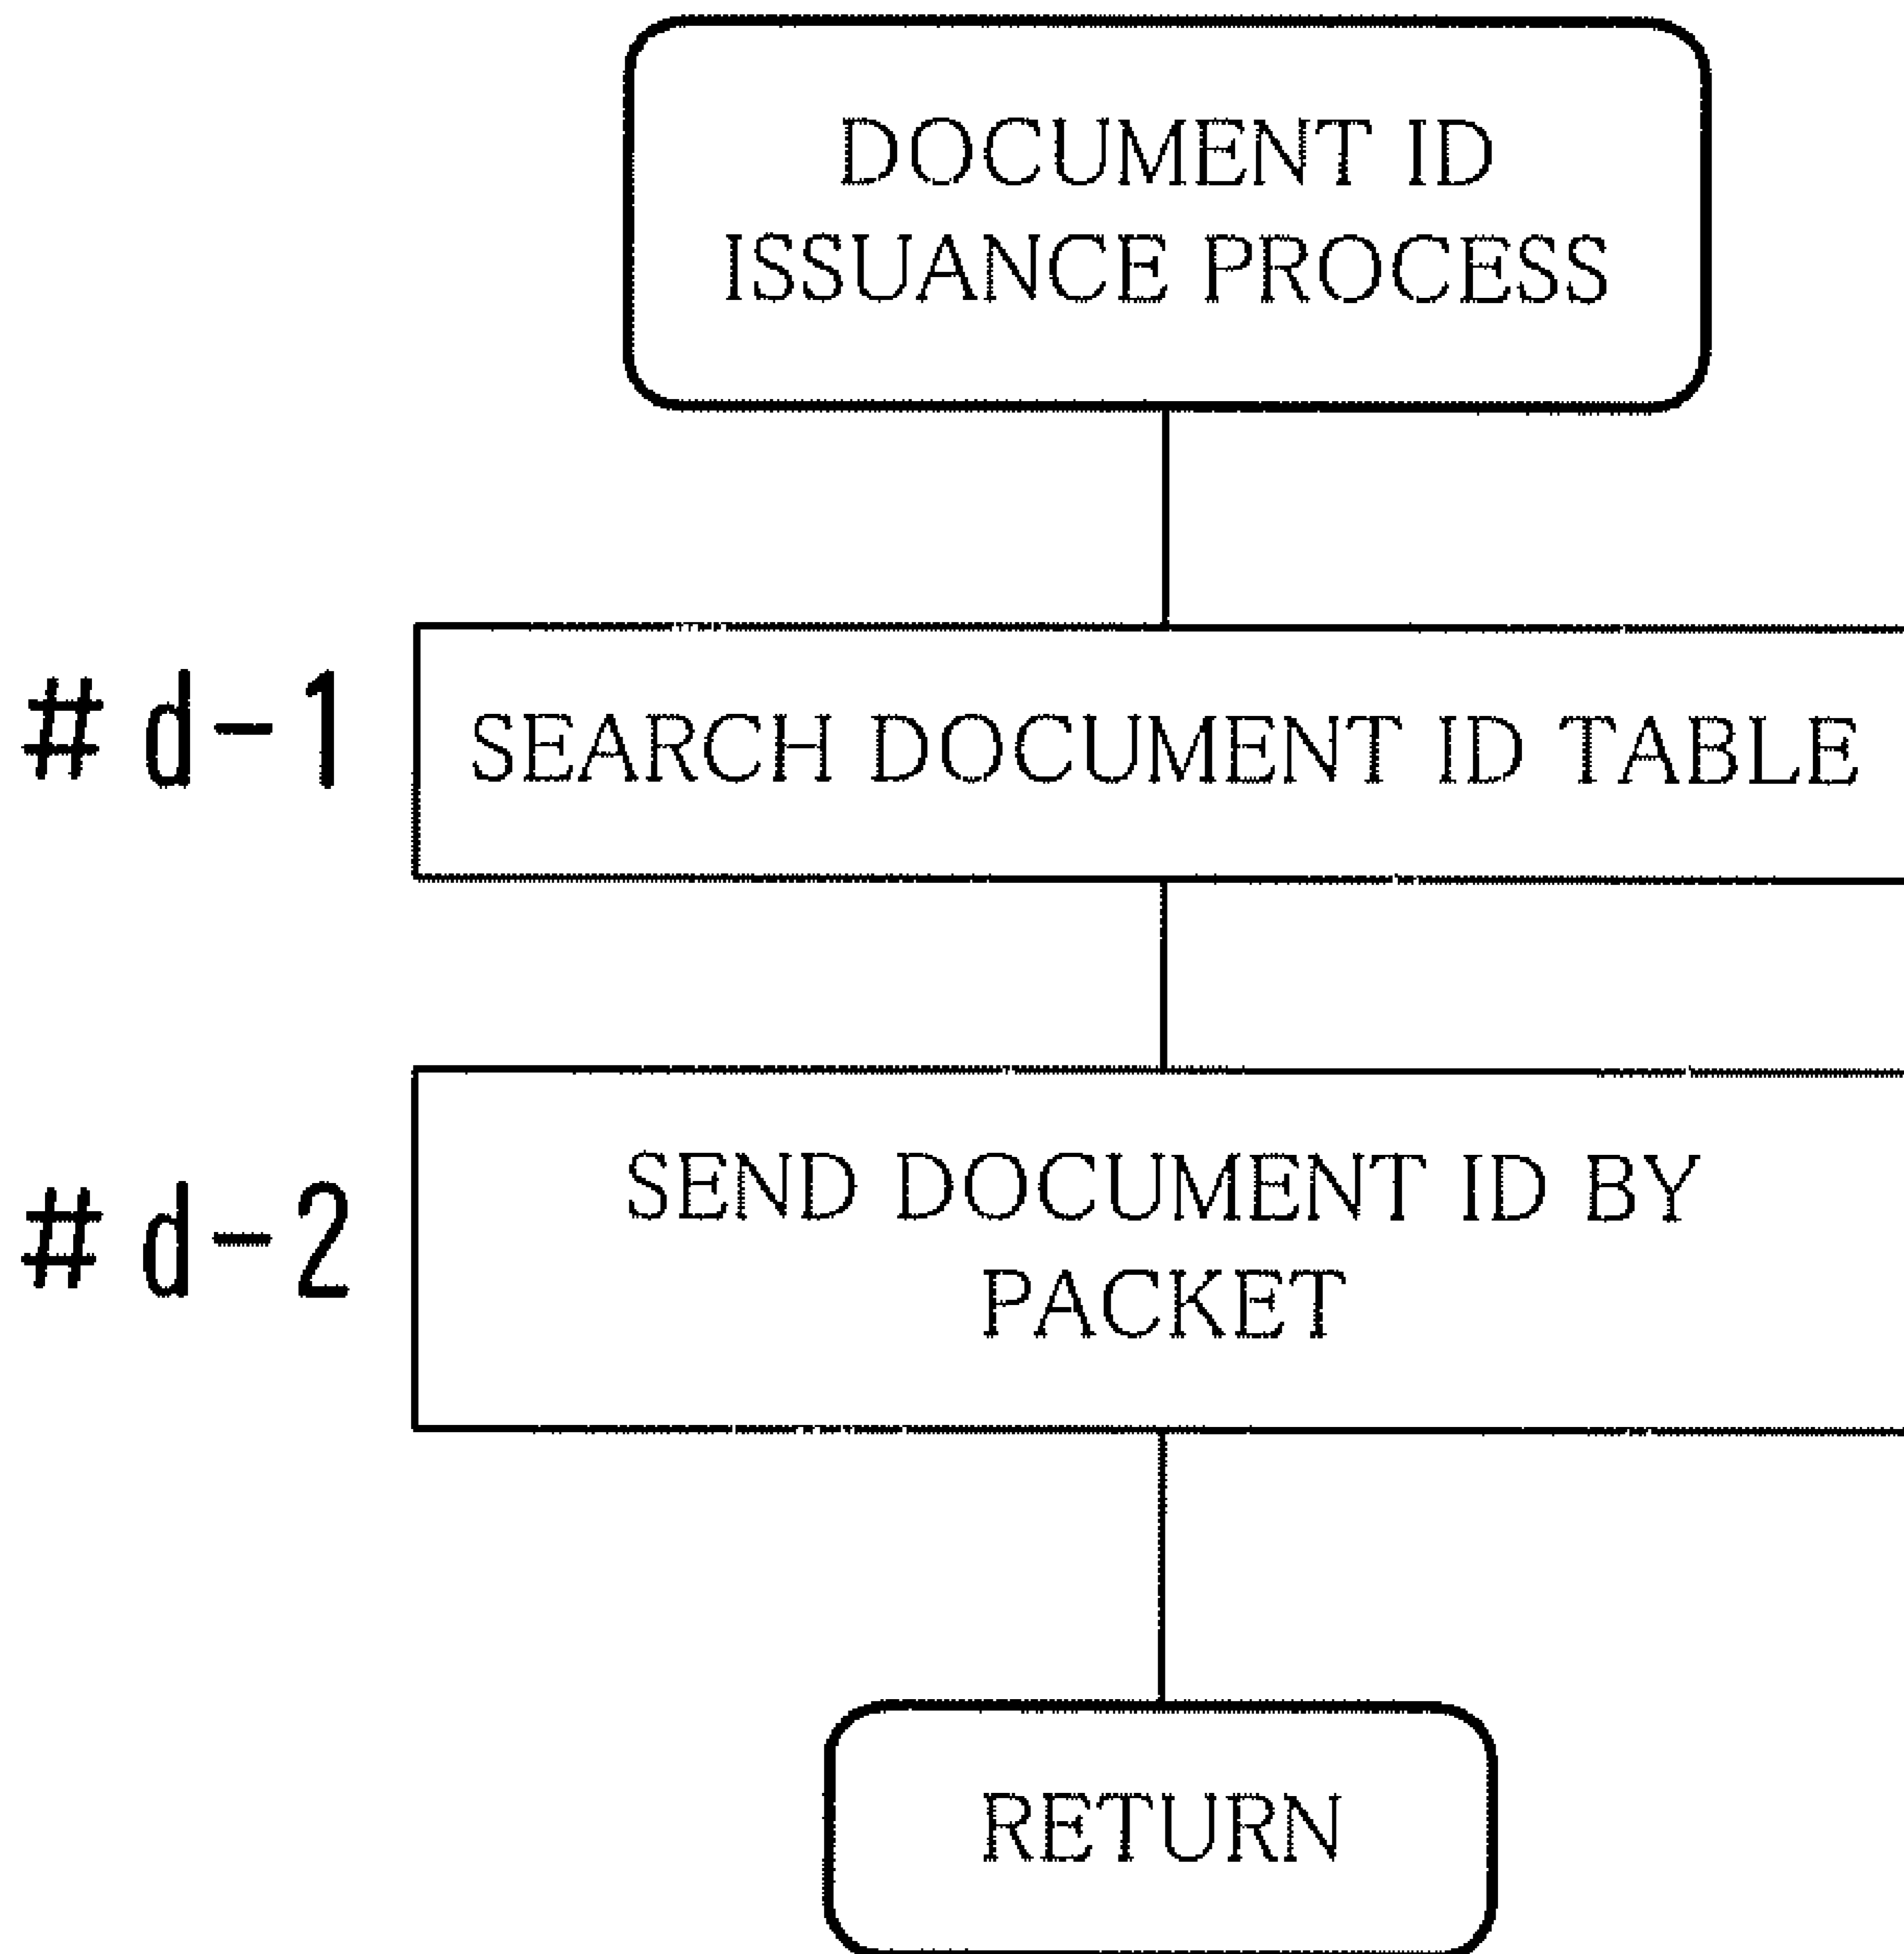 DOCUMENT ID
ISSUANCE PROCESS
# d-1
SEARCH DOCUMENT ID TABLE
# d-2
SEND DOCUMENT ID BY
PACKET
RETURN